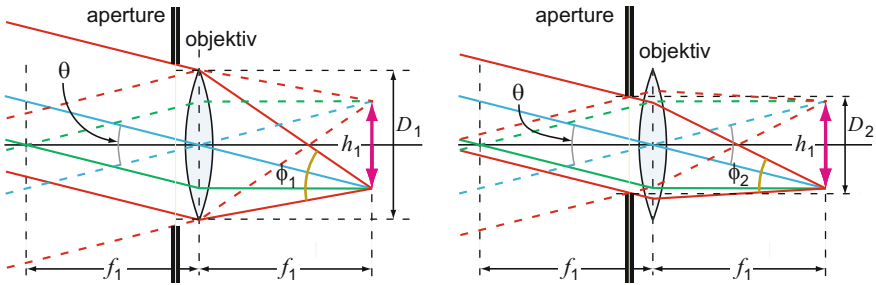 aperture
objektiv
θ
h₁
D₁
ϕ₁
f₁
f₁
aperture
objektiv
θ
h₁
D₂
ϕ₂
f₁
f₁